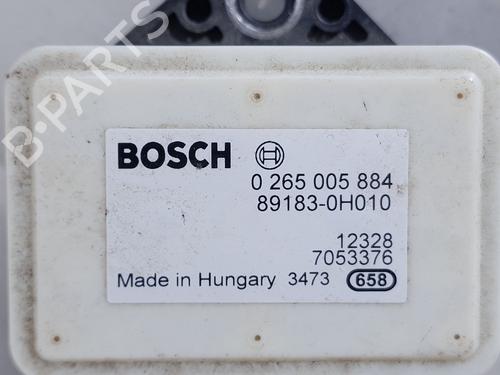 B-PARTS
BOSCH
0 265 005 884
89183-0H010
12328
7053376
Made in Hungary 3473 658